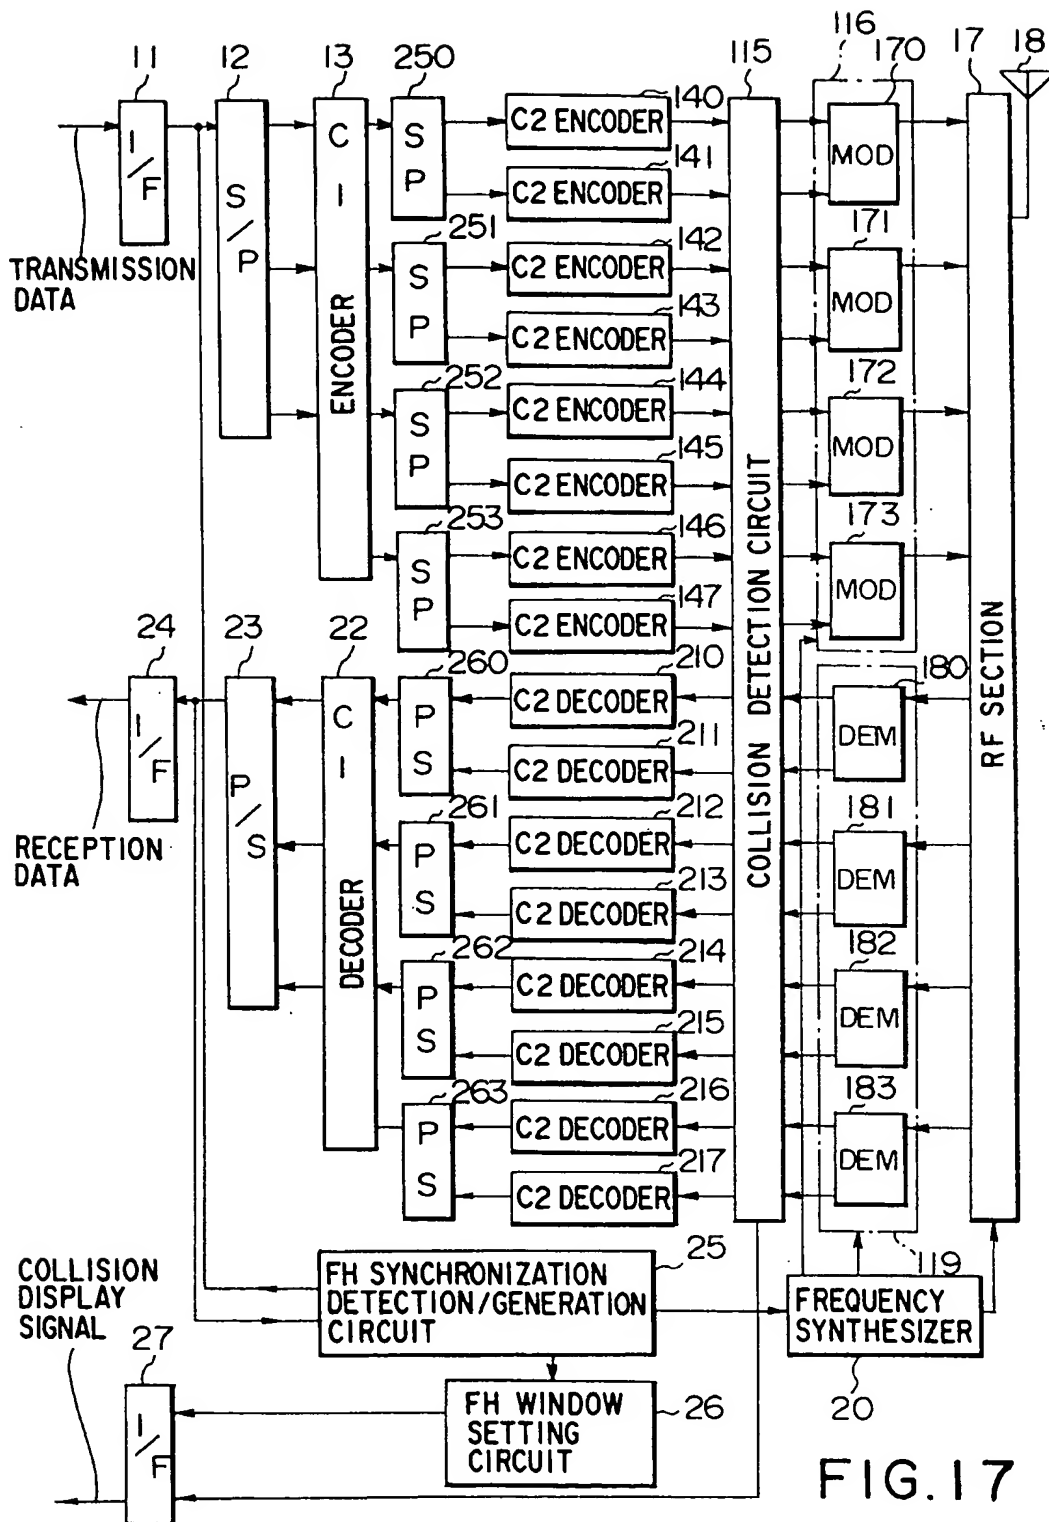 11 12 13 250 140 115 116 170 17 18
I/F
S/P
C1 ENCODER
S P
C2 ENCODER
MOD
141
C2 ENCODER
TRANSMISSION
DATA
251
S P
142
C2 ENCODER
171
MOD
143
C2 ENCODER
252
S P
144
C2 ENCODER
172
MOD
145
C2 ENCODER
253
S P
146
C2 ENCODER
173
MOD
147
C2 ENCODER
COLLISION DETECTION CIRCUIT
RF SECTION
24 23 22 260 210 180
I/F
P/S
C1 DECODER
P S
C2 DECODER
DEM
211
C2 DECODER
RECEPTION
DATA
261
P S
212
C2 DECODER
181
DEM
213
C2 DECODER
262
P S
214
C2 DECODER
182
DEM
215
C2 DECODER
263
P S
216
C2 DECODER
183
DEM
217
C2 DECODER
119
COLLISION
DISPLAY
SIGNAL
25
FH SYNCHRONIZATION
DETECTION/GENERATION
CIRCUIT
FREQUENCY
SYNTHESIZER
20
27
I/F
FH WINDOW
SETTING
CIRCUIT
26
FIG.17